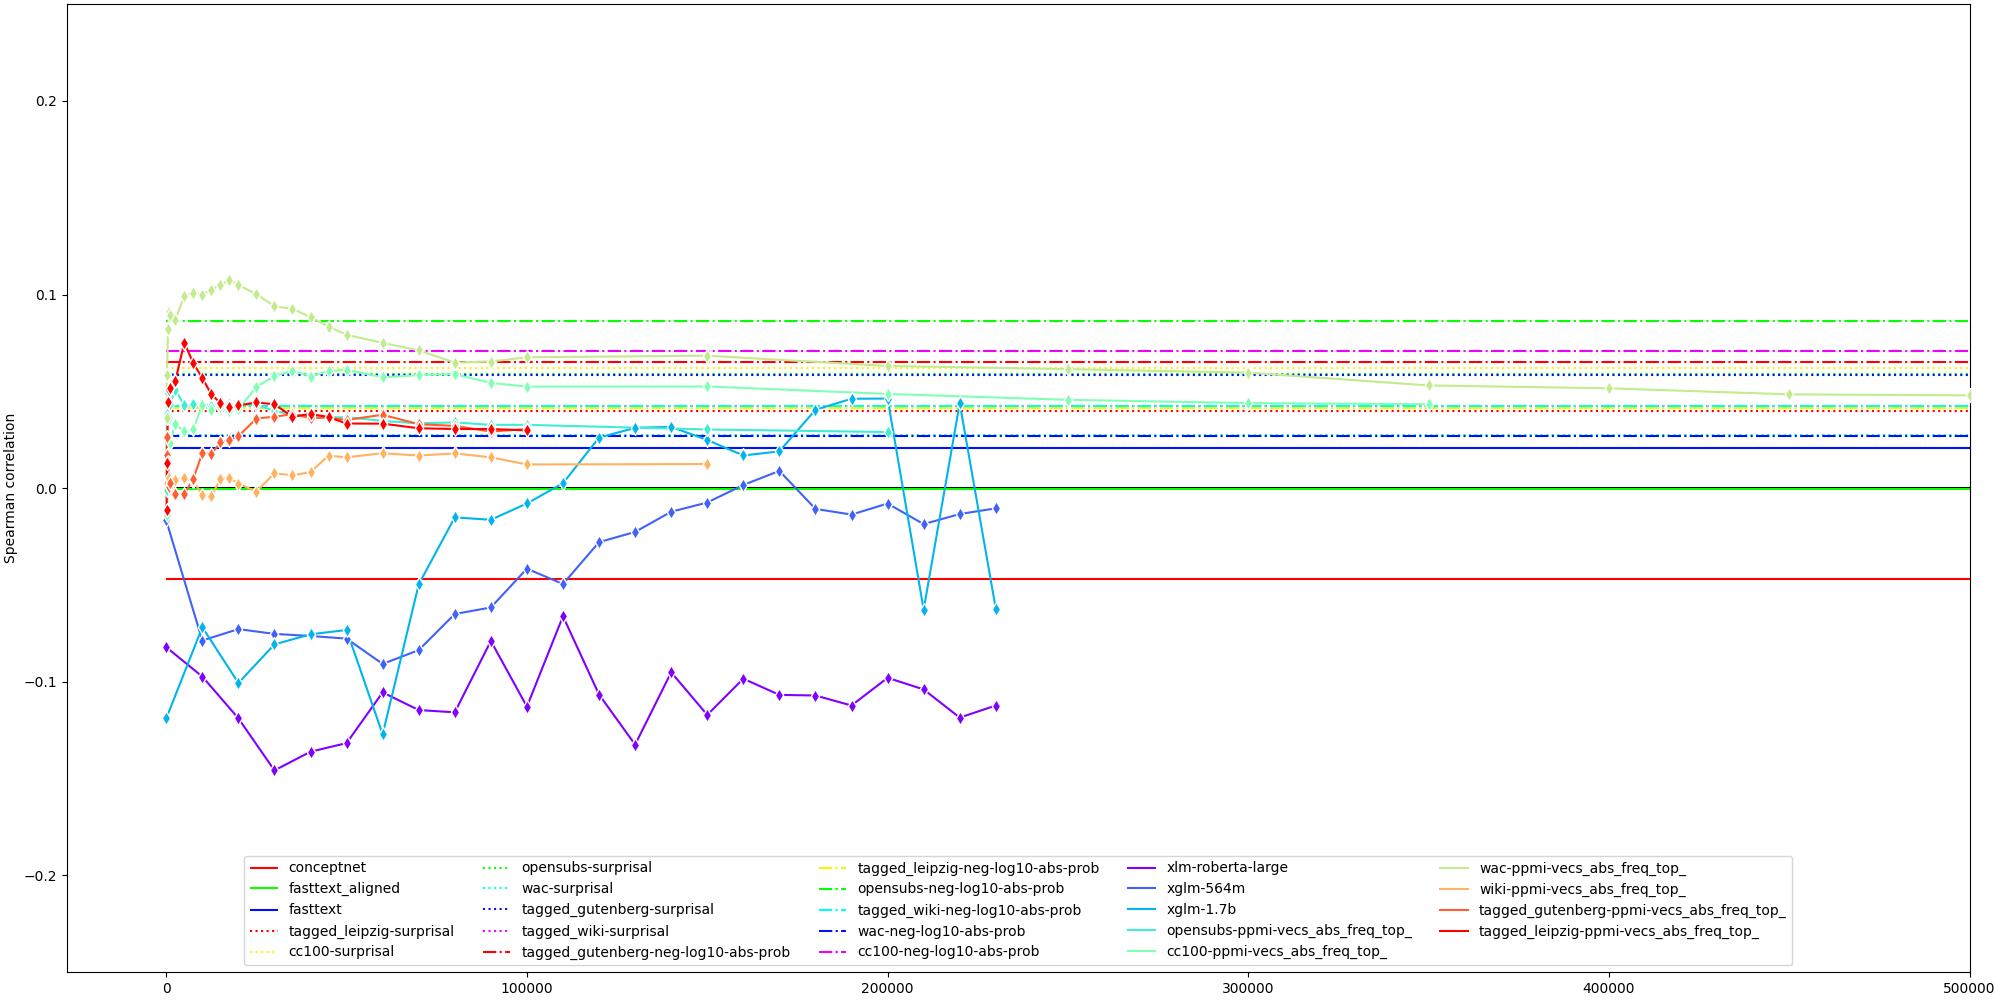 0.2
0.1
0.0
−0.1
−0.2
Spearman correlation
0
100000
200000
300000
400000
500000
conceptnet
fasttext_aligned
fasttext
tagged_leipzig-surprisal
cc100-surprisal
opensubs-surprisal
wac-surprisal
tagged_gutenberg-surprisal
tagged_wiki-surprisal
tagged_gutenberg-neg-log10-abs-prob
tagged_leipzig-neg-log10-abs-prob
opensubs-neg-log10-abs-prob
tagged_wiki-neg-log10-abs-prob
wac-neg-log10-abs-prob
cc100-neg-log10-abs-prob
xlm-roberta-large
xglm-564m
xglm-1.7b
opensubs-ppmi-vecs_abs_freq_top_
cc100-ppmi-vecs_abs_freq_top_
wac-ppmi-vecs_abs_freq_top_
wiki-ppmi-vecs_abs_freq_top_
tagged_gutenberg-ppmi-vecs_abs_freq_top_
tagged_leipzig-ppmi-vecs_abs_freq_top_